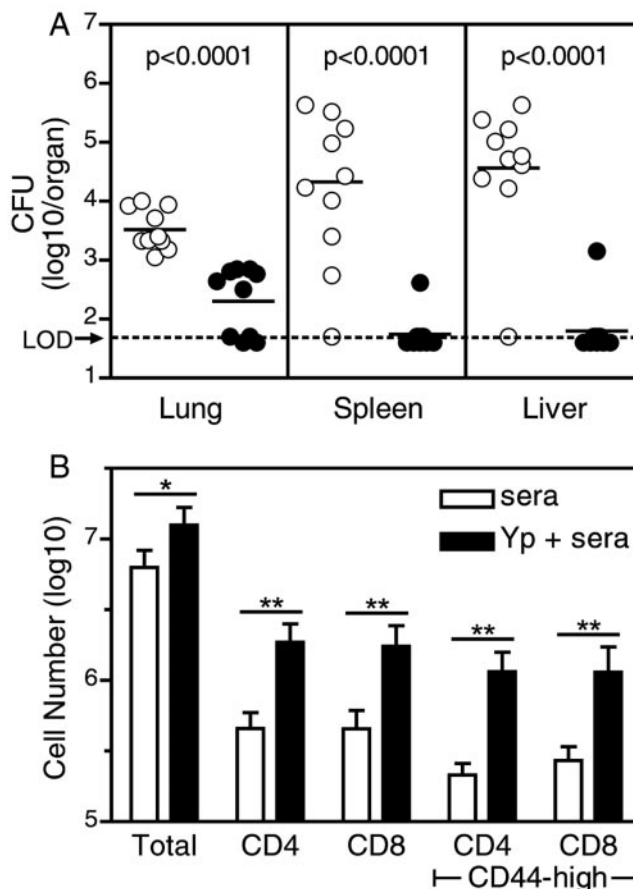 A
7
p<0.0001 p<0.0001 p<0.0001
6
5
CFU
(log10/organ)
4
3
2
LOD
1
Lung Spleen Liver
B
sera
Yp + sera
* ** ** ** **
7
Cell Number (log10)
6
5
Total CD4 CD8 CD4 CD8
CD44-high